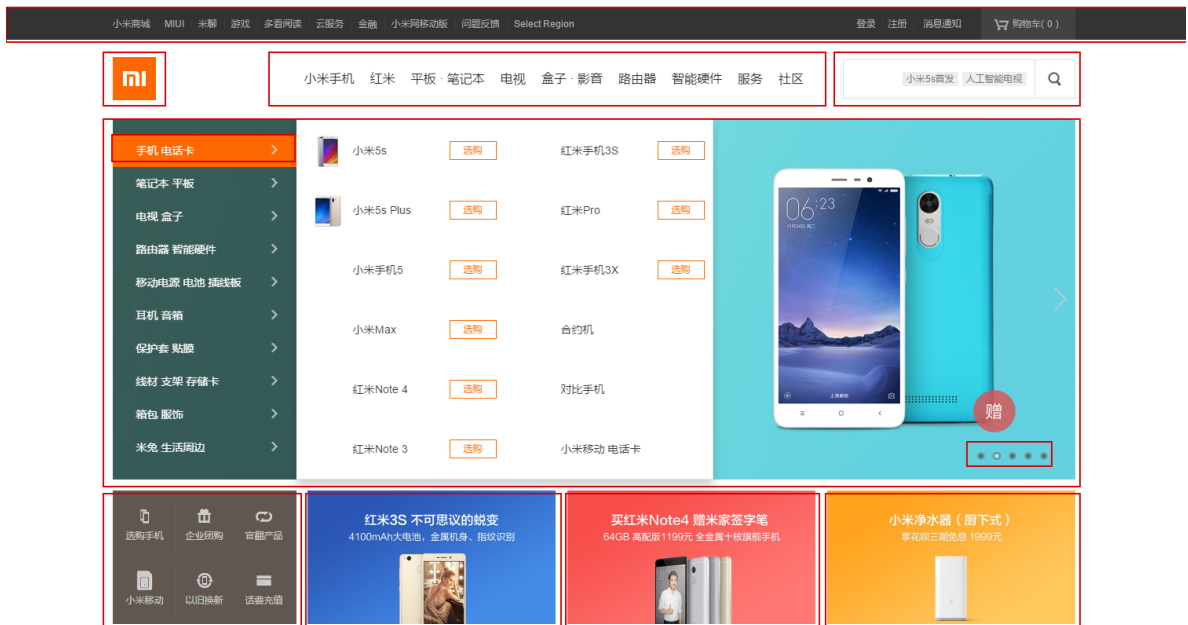 小米商城 MIUI 米聊 游戏 多看阅读 云服务 金融 小米网移动版 问题反馈 Select Region 登录 注册 消息通知 购物车( 0 )
小米手机 红米 平板 · 笔记本 电视 盒子 · 影音 路由器 智能硬件 服务 社区 小米5s首发 人工智能电视
手机 电话卡
笔记本 平板
电视 盒子
路由器 智能硬件
移动电源 电池 插线板
耳机 音箱
保护套 贴膜
线材 支架 存储卡
箱包 服饰
米兔 生活周边
小米5s 选购 红米手机3S 选购
小米5s Plus 选购 红米Pro 选购
小米手机5 选购 红米手机3X 选购
小米Max 选购 合约机
红米Note 4 选购 对比手机
红米Note 3 选购 小米移动 电话卡
06:23
赠
选购手机 企业团购 官翻产品
小米移动 以旧换新 话费充值
红米3S 不可思议的蜕变
4100mAh大电池，金属机身、指纹识别
买红米Note4 赠米家签字笔
64GB 高配版1199元 全金属十核旗舰手机
小米净水器（厨下式）
享花呗三期免息 1999元